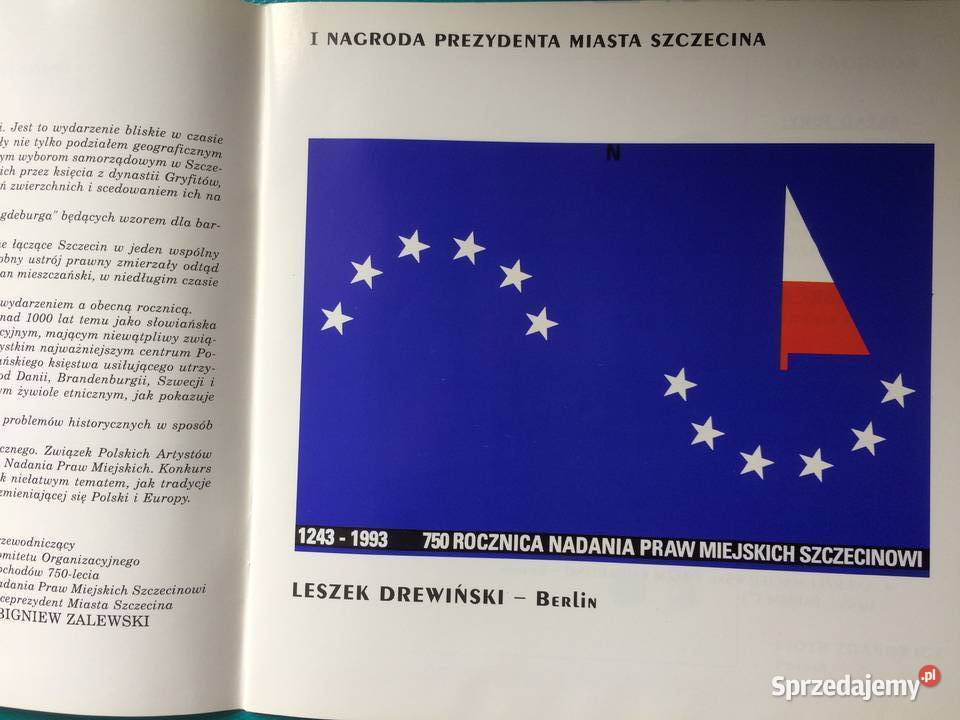 i. Jest to wydarzenie bliskie w czasie
ły nie tylko podziałem geograficznym
ym wyborom samorządowym w Szcze-
ich przez księcia z dynastii Gryfitów,
ń zwierzchnich i scedowaniem ich na
gdeburga" będących wzorem dla bar-
e łączące Szczecin w jeden wspólny
obny ustrój prawny zmierzały odtąd
an mieszczański, w niedługim czasie
wydarzeniem a obecną rocznicą.
nad 1000 lat temu jako słowiańska
cyjnym, mającym niewątpliwy zwią-
ystkim najważniejszym centrum Po-
ańskiego księstwa usiłującego utrzy-
od Danii, Brandenburgii, Szwecji i
ym żywiole etnicznym, jak pokazuje
problemów historycznych w sposób
cznego. Związek Polskich Artystów
Nadania Praw Miejskich. Konkurs
k niełatwym tematem, jak tradycje
zmieniającej się Polski i Europy.
rzewodniczący
omitetu Organizacyjnego
bchodów 750-lecia
adania Praw Miejskich Szczecinowi
ceprezydent Miasta Szczecina
BIGNIEW ZALEWSKI
I NAGRODA PREZYDENTA MIASTA SZCZECINA
N
1243 - 1993 750 ROCZNICA NADANIA PRAW MIEJSKICH SZCZECINOWI
LESZEK DREWIŃSKI – BERLIN
Sprzedajemy.pl